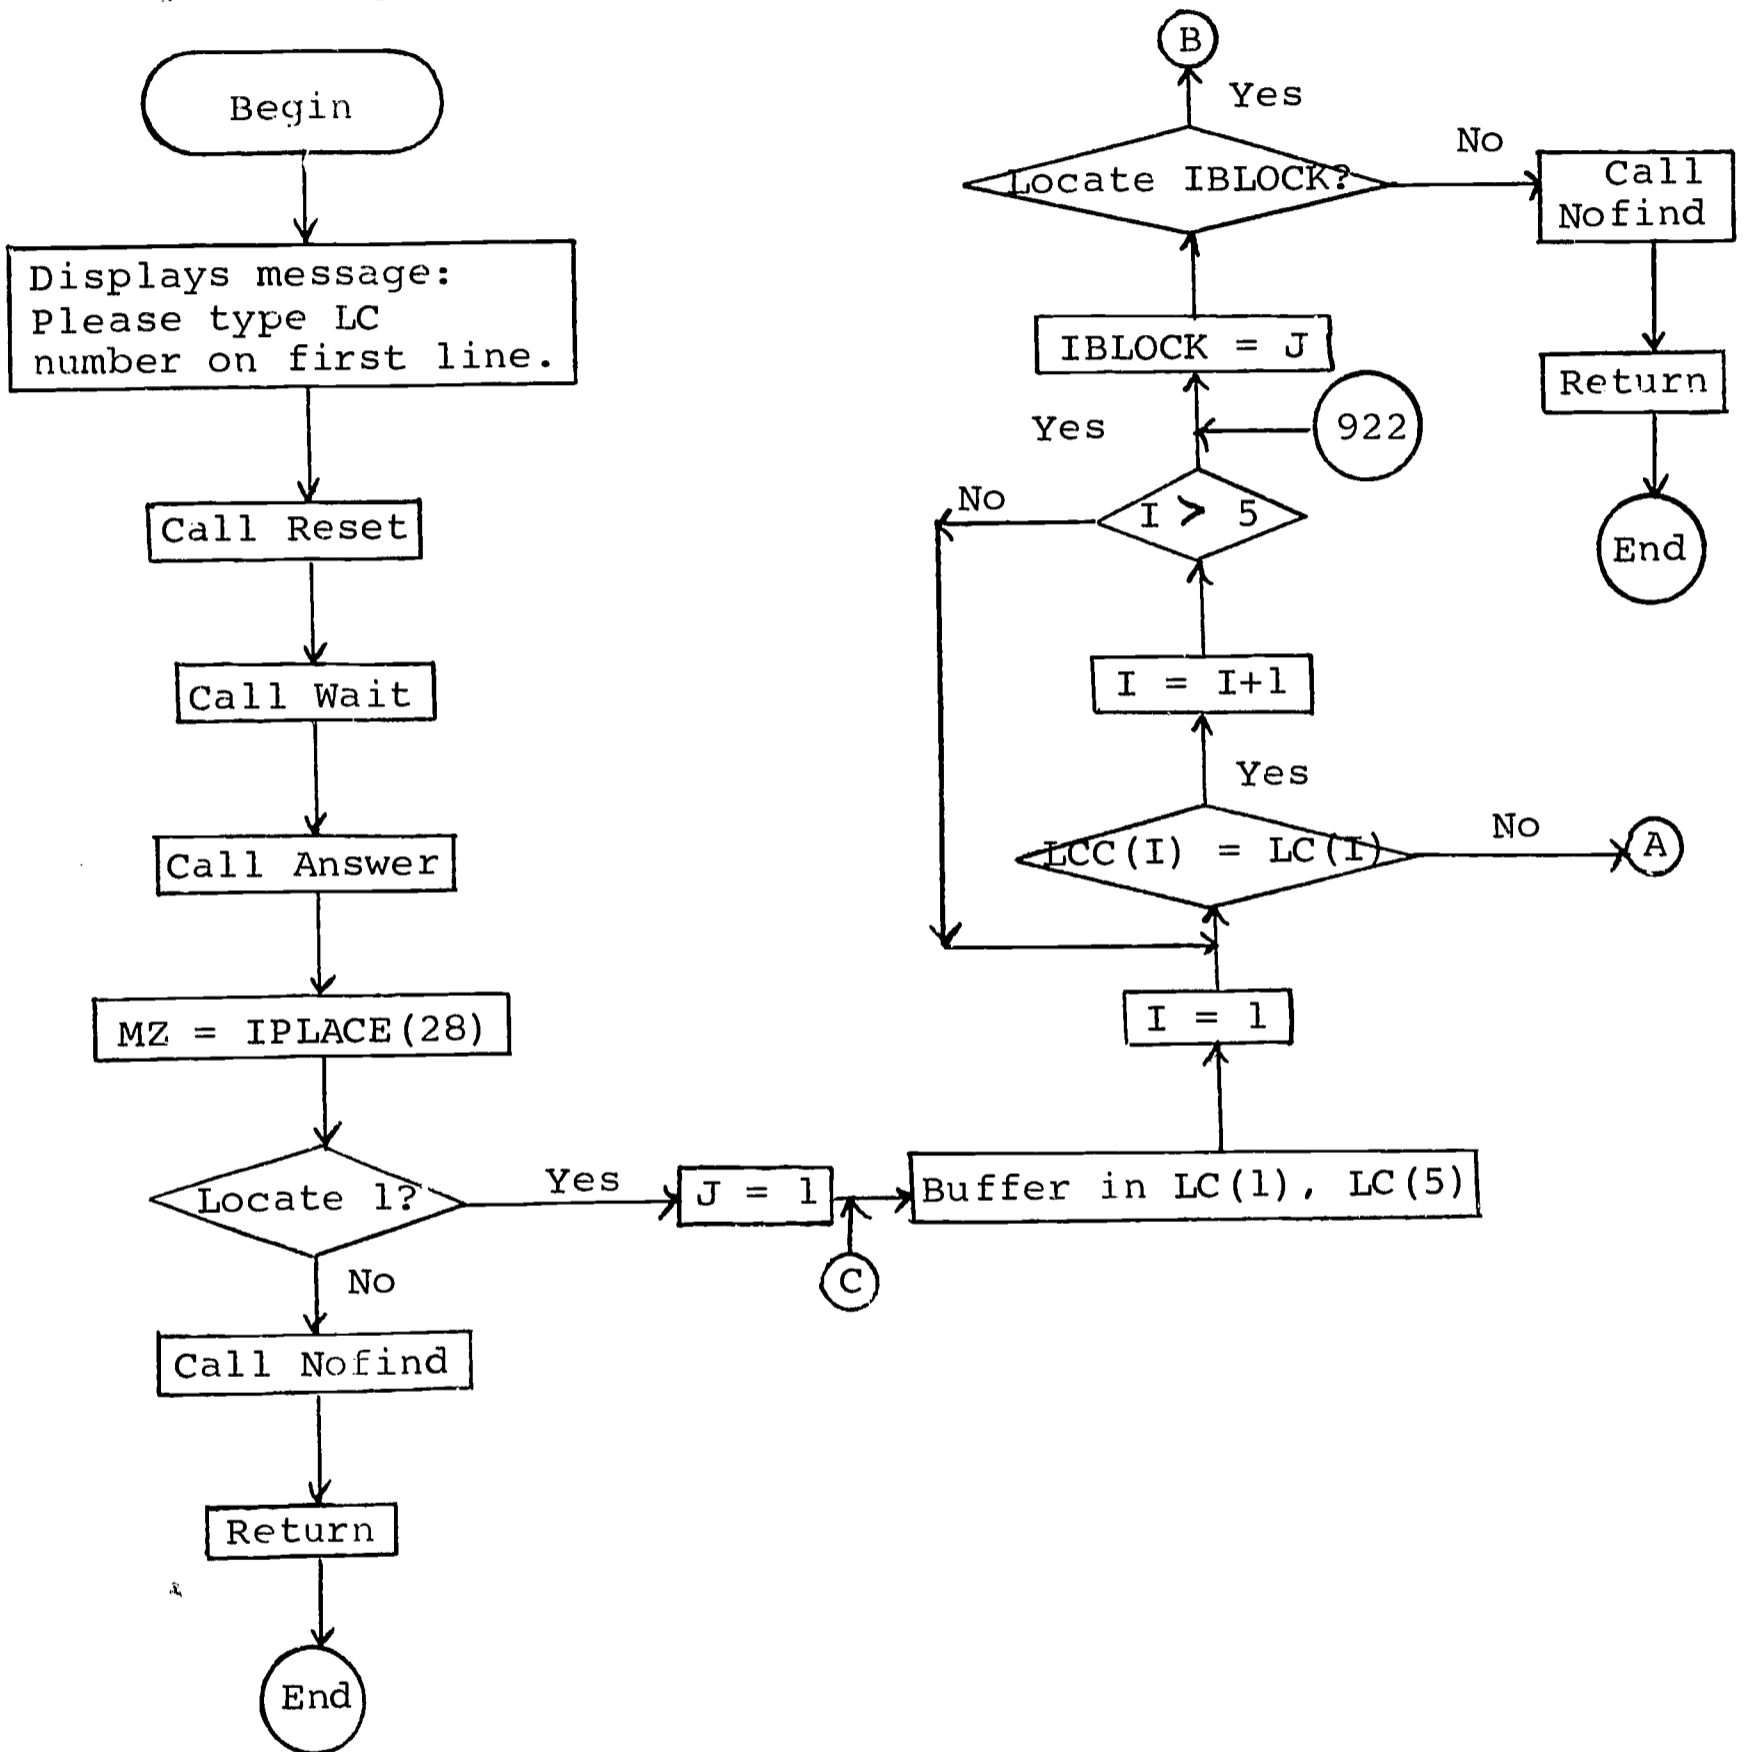 Begin
Displays message:
Please type LC
number on first line.
Call Reset
Call Wait
Call Answer
MZ = IPLACE(28)
Locate 1?
Yes
No
Call Nofind
Return
End
J = 1
C
Buffer in LC(1), LC(5)
I = 1
LCC(I) = LC(I)
No
A
Yes
I = I+1
I > 5
No
Yes
922
IBLOCK = J
Locate IBLOCK?
Yes
B
No
Call
Nofind
Return
End